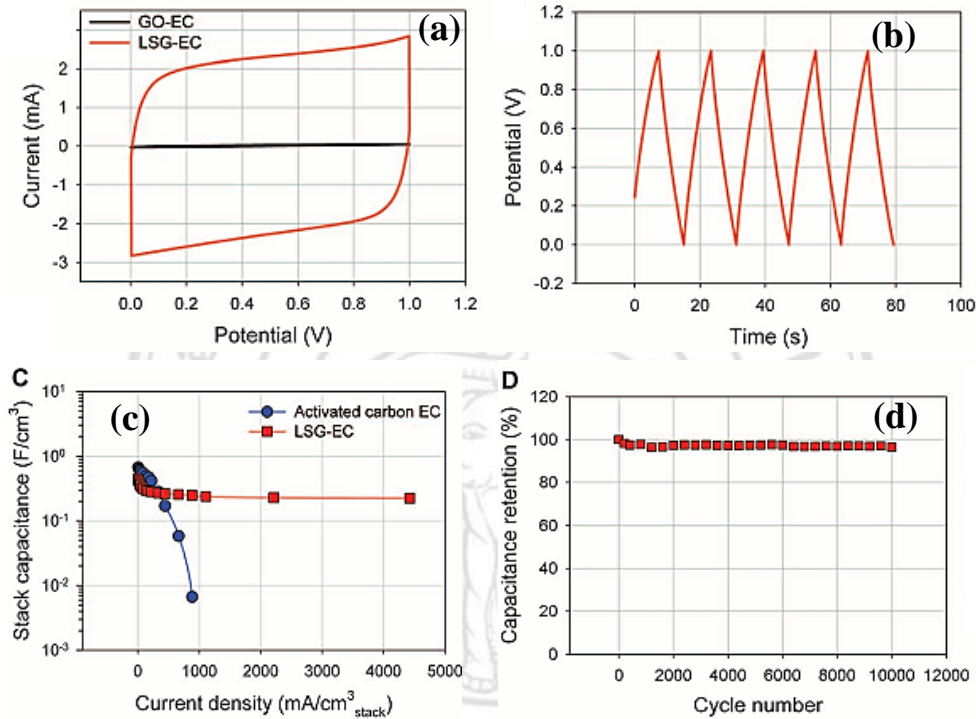 GO-EC
LSG-EC
(a)
2
1
0
-1
-2
-3
Current (mA)
0.0 0.2 0.4 0.6 0.8 1.0 1.2
Potential (V)
(b)
1.2
1.0
0.8
0.6
0.4
0.2
0.0
-0.2
Potential (V)
0 20 40 60 80 100
Time (s)
C
(c)
Activated carbon EC
LSG-EC
10¹
10⁰
10⁻¹
10⁻²
10⁻³
Stack capacitance (F/cm³)
0 1000 2000 3000 4000 5000
Current density (mA/cm³stack)
D
(d)
120
100
80
60
40
20
0
Capacitance retention (%)
0 2000 4000 6000 8000 10000 12000
Cycle number